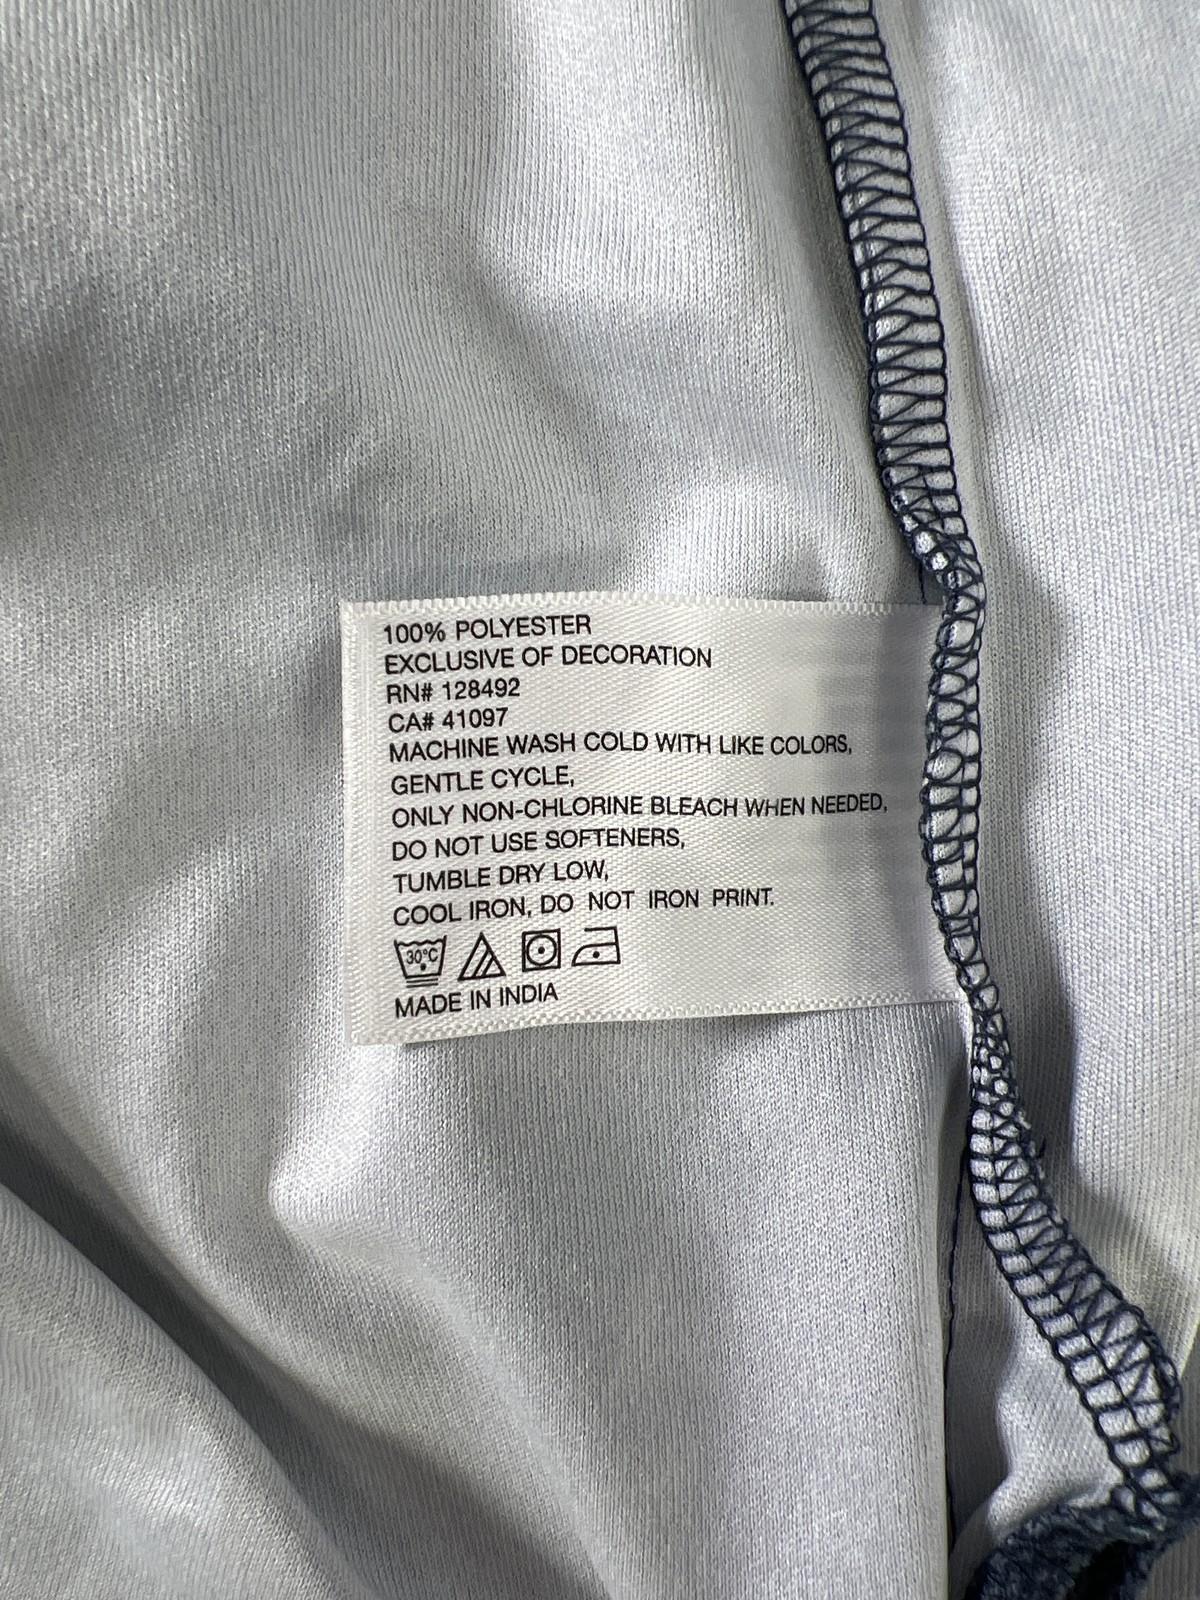 100% POLYESTER
EXCLUSIVE OF DECORATION
RN# 128492
CA# 41097
MACHINE WASH COLD WITH LIKE COLORS,
GENTLE CYCLE,
ONLY NON-CHLORINE BLEACH WHEN NEEDED,
DO NOT USE SOFTENERS,
TUMBLE DRY LOW,
COOL IRON, DO NOT IRON PRINT.
30°C
MADE IN INDIA